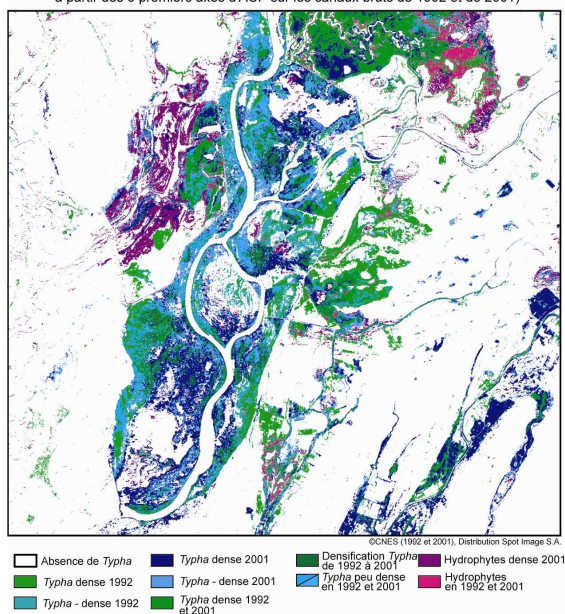 à partir des 3 premiers axes d'ACP sur les canaux bruts de 1992 et de 2001)
©CNES (1992 et 2001), Distribution Spot Image S.A.
Absence de Typha
Typha dense 2001
Densification Typha
de 1992 à 2001
Hydrophytes dense 2001
Typha dense 1992
Typha - dense 2001
Typha peu dense
en 1992 et 2001
Hydrophytes
en 1992 et 2001
Typha - dense 1992
Typha dense 1992
et 2001